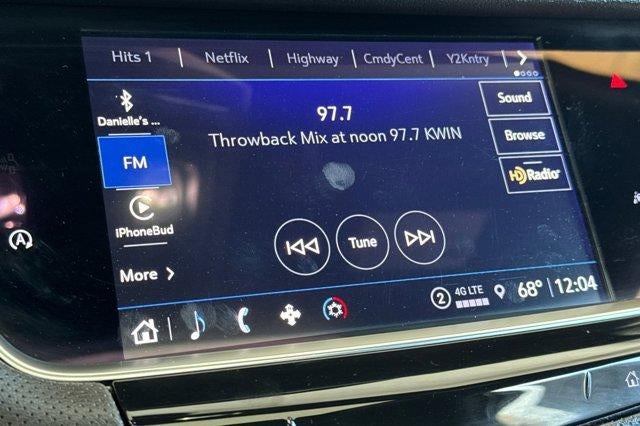 Hits 1 Netflix Highway CmdyCent Y2Kntry
Danielle's ...
FM
iPhoneBud
More
97.7
Throwback Mix at noon 97.7 KWIN
Tune
Sound
Browse
HD Radio
2 4G LTE 68° 12:04
A